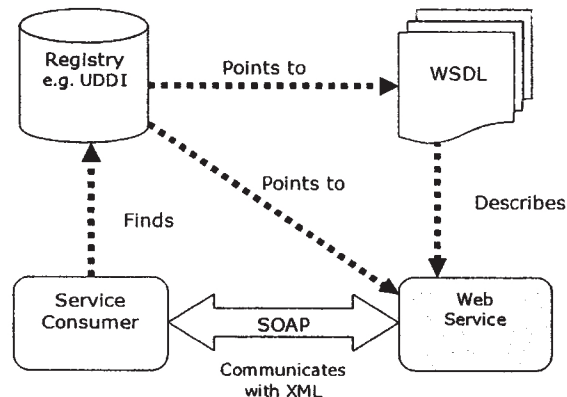 Registry
e.g. UDDI
Points to
WSDL
Points to
Finds
Describes
Service
Consumer
SOAP
Web
Service
Communicates
with XML